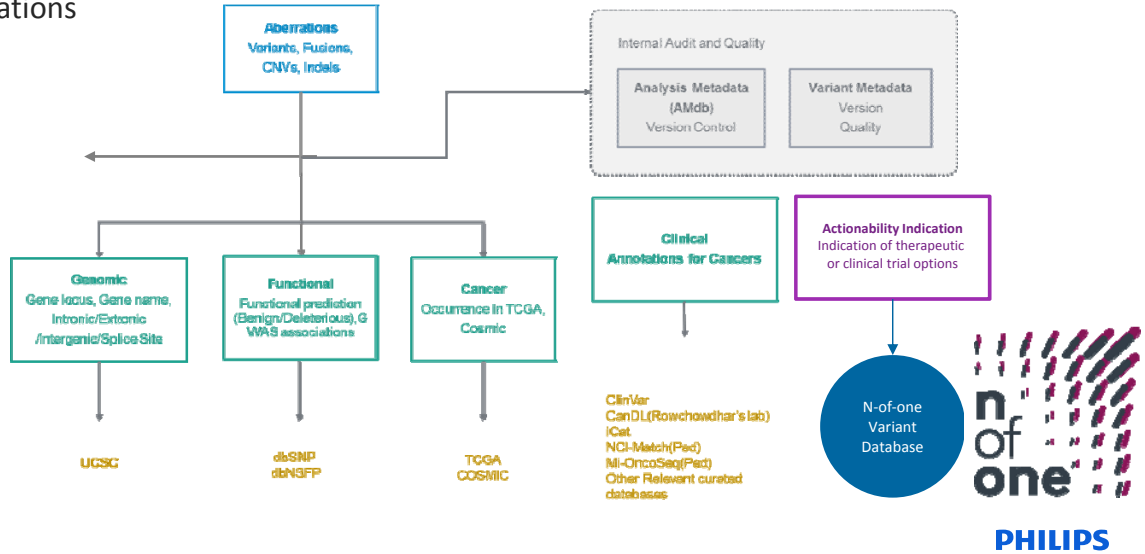 ations
Aberrations
Variants, Fusions,
CNVs, Indels
Internal Audit and Quality
Analysis Metadata
(AMdb)
Version Control
Variant Metadata
Version
Quality
Genomic
Gene locus, Gene name,
Intronic/Extronic
/Intergenic/Splice Site
Functional
Functional prediction
(Benign/Deleterious), G
WAS associations
Cancer
Occurrence in TCGA,
Cosmic
Clinical
Annotations for Cancers
Actionability Indication
Indication of therapeutic
or clinical trial options
UCSC
dbSNP
dbNSFP
TCGA
COSMIC
ClinVar
CanDL(Rowchowdhar's lab)
iCat
NCI-Match(Ped)
Mi-OncoSeq(Ped)
Other Relevant curated
databases
N-of-one
Variant
Database
n
of
one
PHILIPS